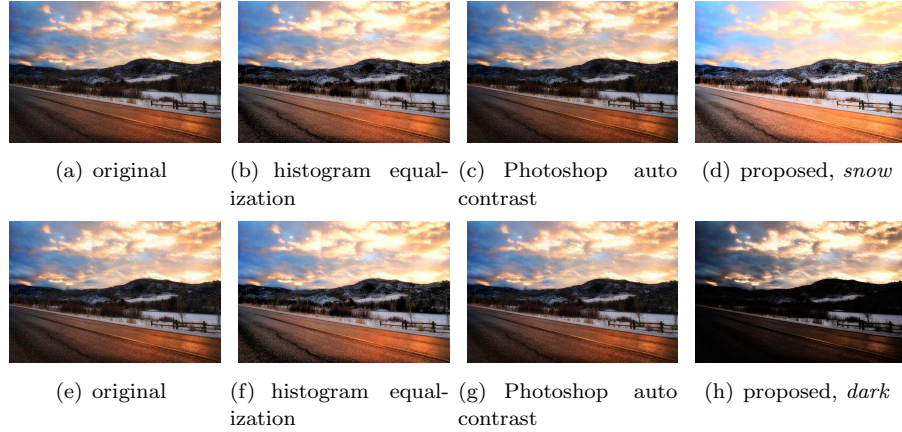 (a) original
(b) histogram equal-
ization
(c) Photoshop auto
contrast
(d) proposed, snow
(e) original
(f) histogram equal-
ization
(g) Photoshop auto
contrast
(h) proposed, dark